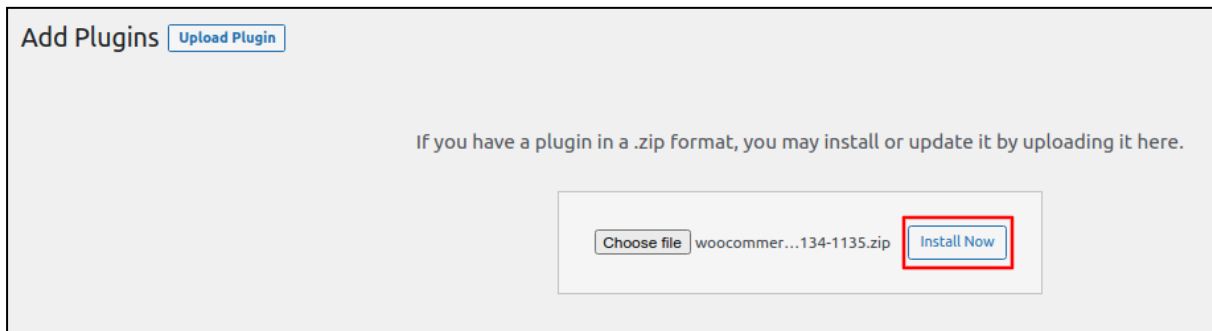 Add Plugins Upload Plugin
If you have a plugin in a .zip format, you may install or update it by uploading it here.
Choose file woocommer…134-1135.zip Install Now